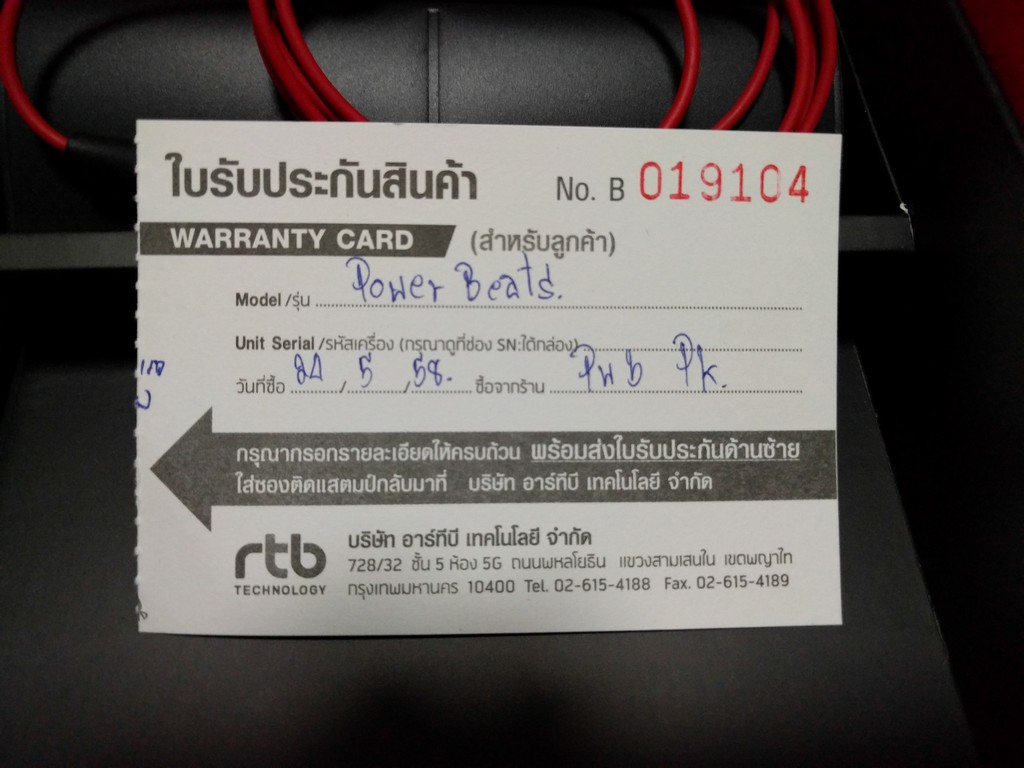 ใบรับประกันสินค้า No. B 019104
WARRANTY CARD (สำหรับลูกค้า)
Model /รุ่น Power Beats.
Unit Serial /รหัสเครื่อง (กรุณาดูที่ช่อง SN:ใต้กล่อง)
วันที่ซื้อ / 5 / 58. ซื้อจากร้าน Pk.
กรุณากรอกรายละเอียดให้ครบถ้วน พร้อมส่งใบรับประกันด้านซ้าย
ใส่ซองติดแสตมป์กลับมาที่ บริษัท อาร์ทีบี เทคโนโลยี จำกัด
rtb
TECHNOLOGY
บริษัท อาร์ทีบี เทคโนโลยี จำกัด
728/32 ชั้น 5 ห้อง 5G ถนนพหลโยธิน แขวงสามเสนใน เขตพญาไท
กรุงเทพมหานคร 10400 Tel. 02-615-4188 Fax. 02-615-4189